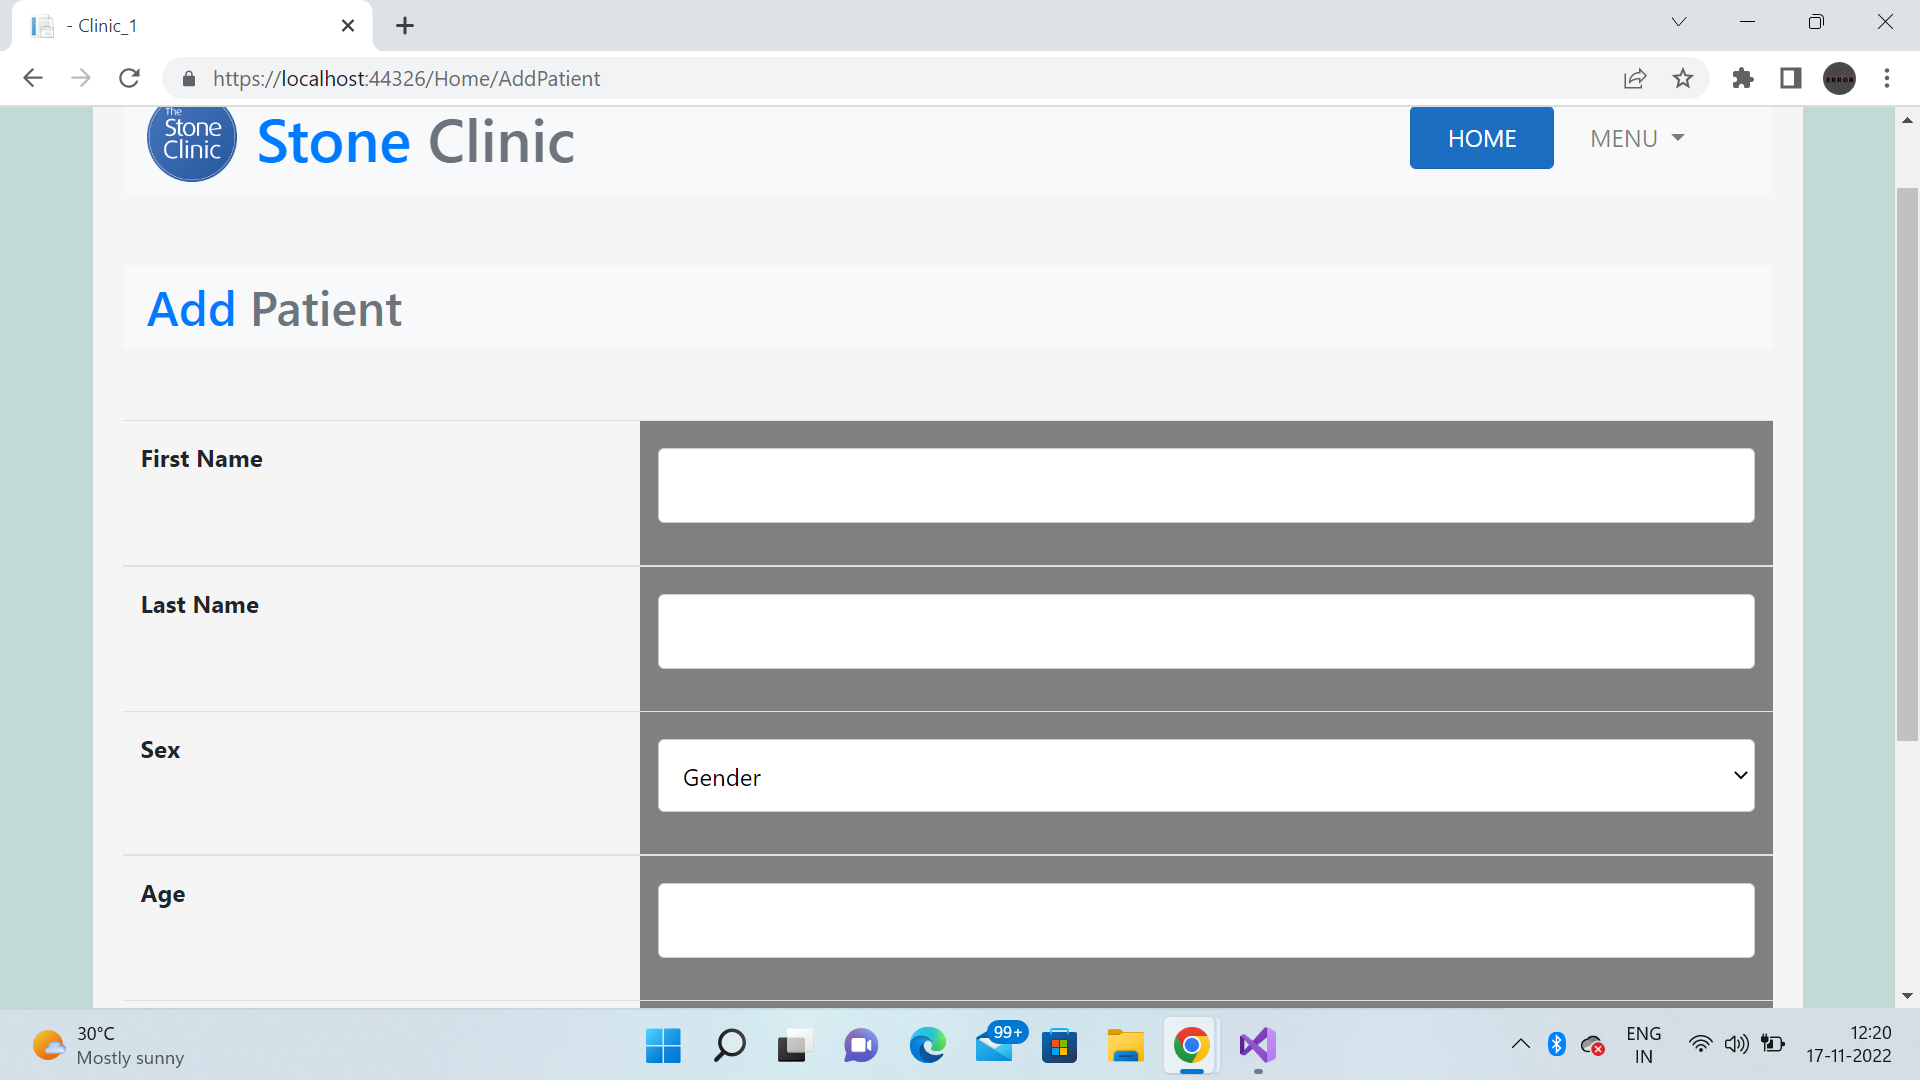 - Clinic_1
https://localhost:44326/Home/AddPatient
ERROR
The
Stone
Clinic
Stone Clinic
HOME
MENU
Add Patient
First Name
Last Name
Sex
Gender
Age
30°C
Mostly sunny
99+
ENG
IN
12:20
17-11-2022